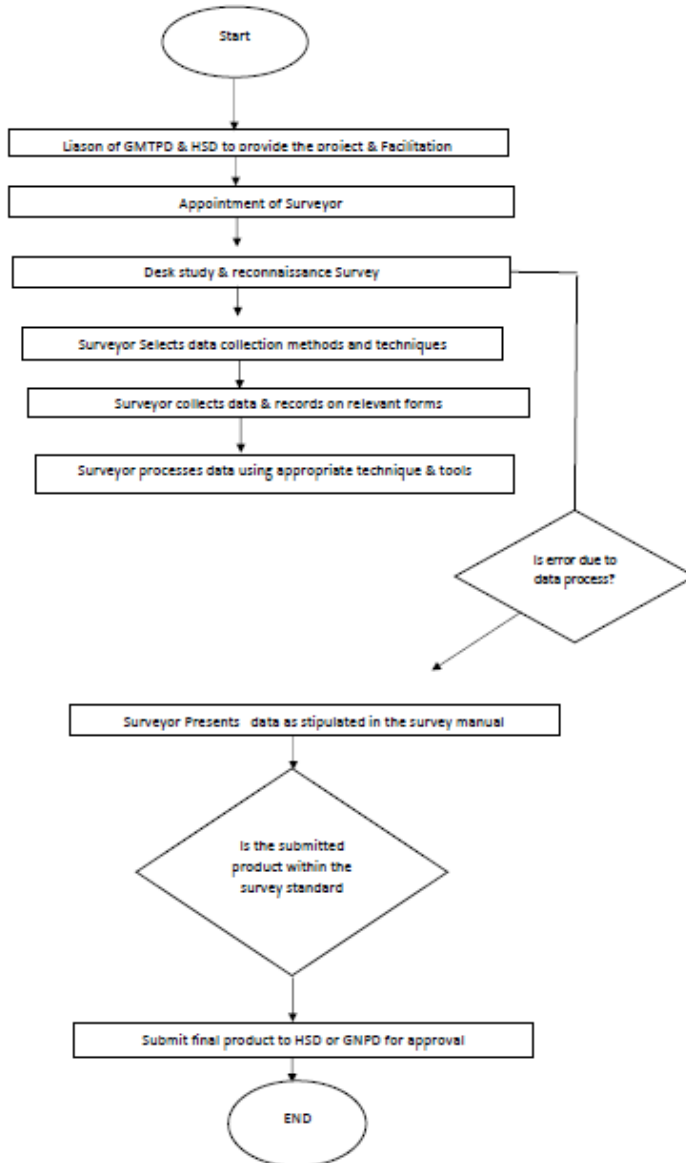 Start
Liason of GMTPD & HSD to provide the project & Facilitation
Appointment of Surveyor
Desk study & reconnaissance Survey
Surveyor Selects data collection methods and techniques
Surveyor collects data & records on relevant forms
Surveyor processes data using appropriate technique & tools
Is error due to
data process?
Surveyor Presents data as stipulated in the survey manual
Is the submitted
product within the
survey standard
Submit final product to HSD or GNPD for approval
END